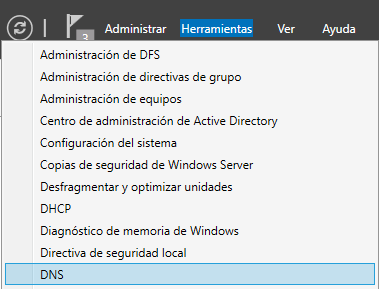 3
Administrar Herramientas Ver Ayuda
Administración de DFS
Administración de directivas de grupo
Administración de equipos
Centro de administración de Active Directory
Configuración del sistema
Copias de seguridad de Windows Server
Desfragmentar y optimizar unidades
DHCP
Diagnóstico de memoria de Windows
Directiva de seguridad local
DNS